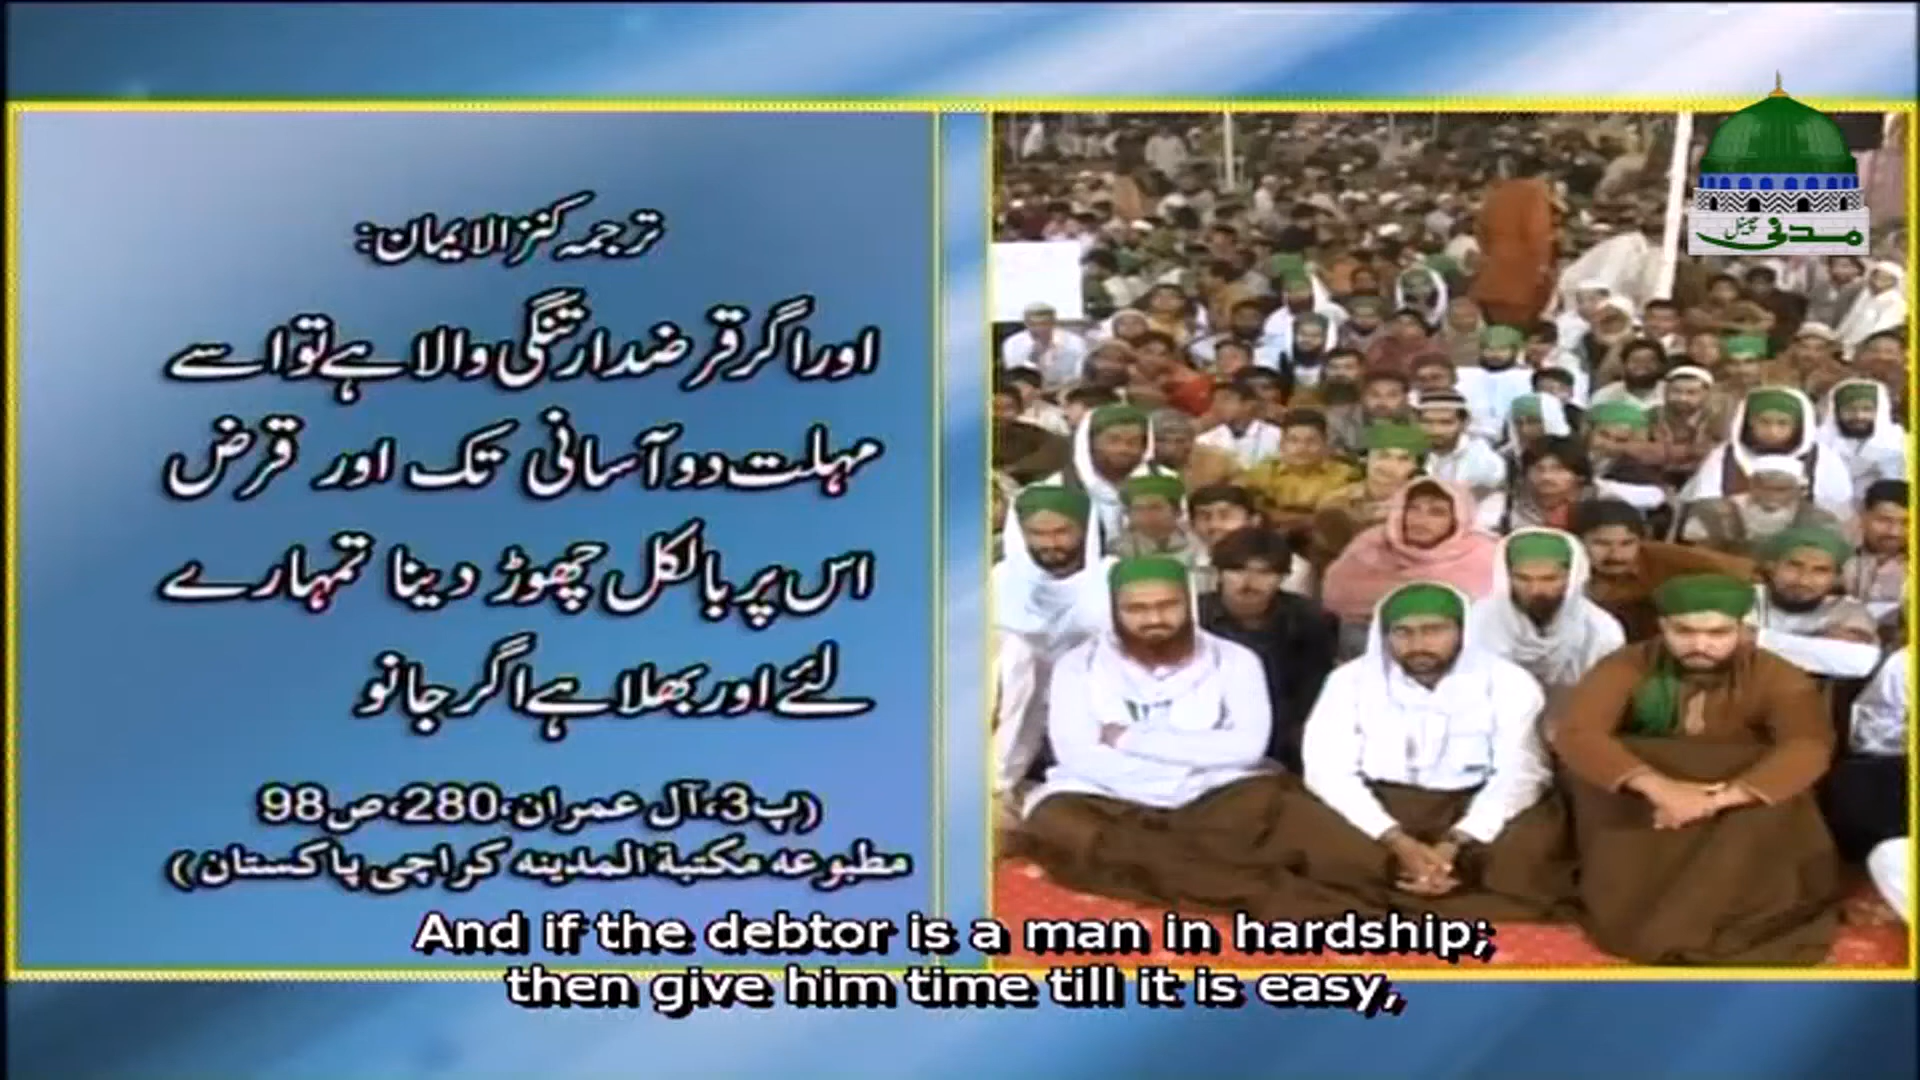 ترجمہ کنز الایمان:
اور اگر قرضدار تنگی والا ہے تو اسے
مہلت دو آسانی تک اور قرض
اس پر بالکل چھوڑ دینا تمہارے
لئے اور بھلا ہے اگر جانو
(پ3،آل عمران،280،ص98
مطبوعہ مکتبۃ المدینہ کراچی پاکستان)
مدنی چینل
And if the debtor is a man in hardship;
then give him time till it is easy,